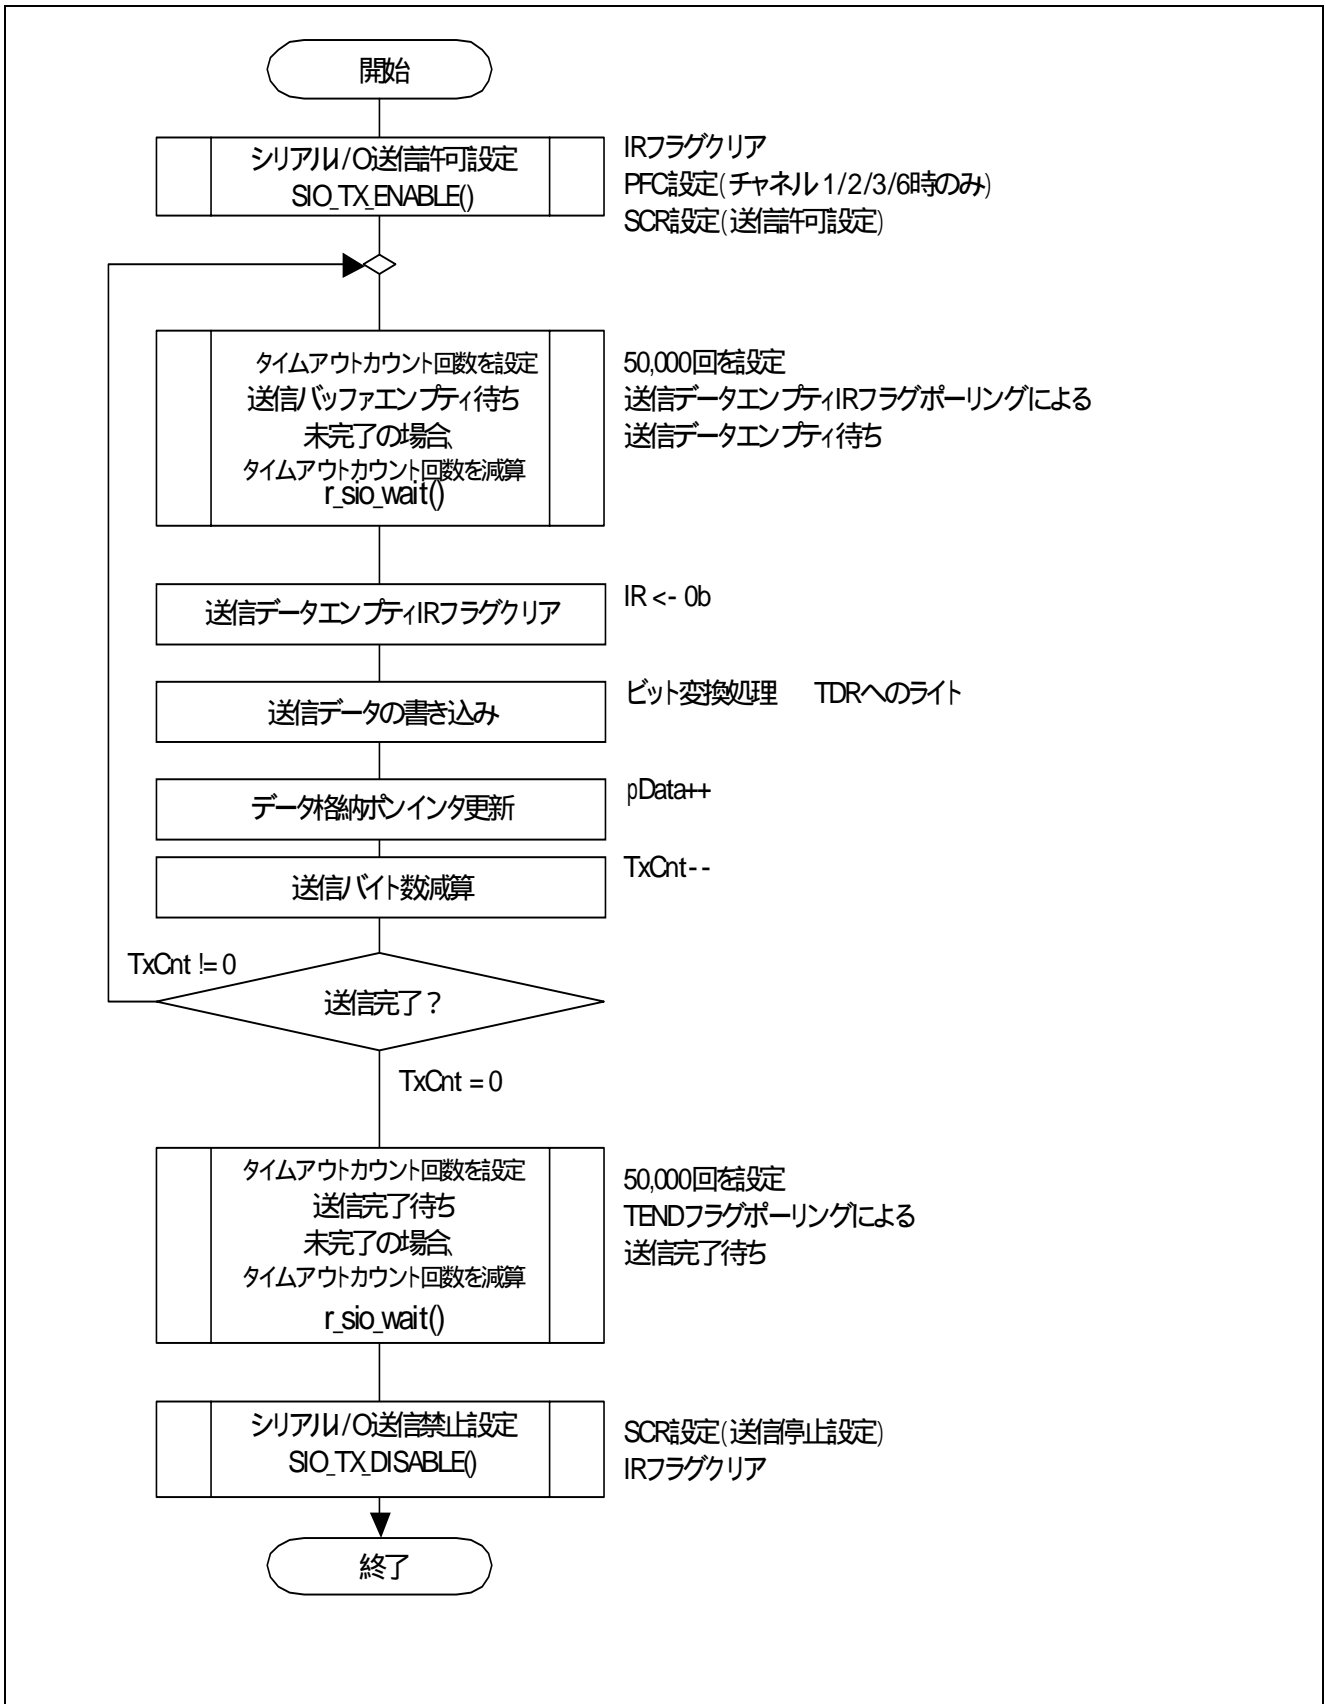 開始
シリアルI/O送信許可設定
SIO_TX_ENABLE()
IRフラグクリア
PFC設定(チャネル1/2/3/6時のみ)
SCR設定(送信許可設定)
タイムアウトカウント回数を設定
送信バッファエンプティ待ち
未完了の場合、
タイムアウトカウント回数を減算
r_sio_wait()
50,000回を設定
送信データエンプティIRフラグポーリングによる
送信データエンプティ待ち
送信データエンプティIRフラグクリア
IR <- 0b
送信データの書き込み
ビット変換処理 TDRへのライト
データ格納ポンインタ更新
pData++
送信バイト数減算
TxCnt--
TxCnt != 0
送信完了?
TxCnt = 0
タイムアウトカウント回数を設定
送信完了待ち
未完了の場合、
タイムアウトカウント回数を減算
r_sio_wait()
50,000回を設定
TENDフラグポーリングによる
送信完了待ち
シリアルI/O送信禁止設定
SIO_TX_DISABLE()
SCR設定(送信停止設定)
IRフラグクリア
終了